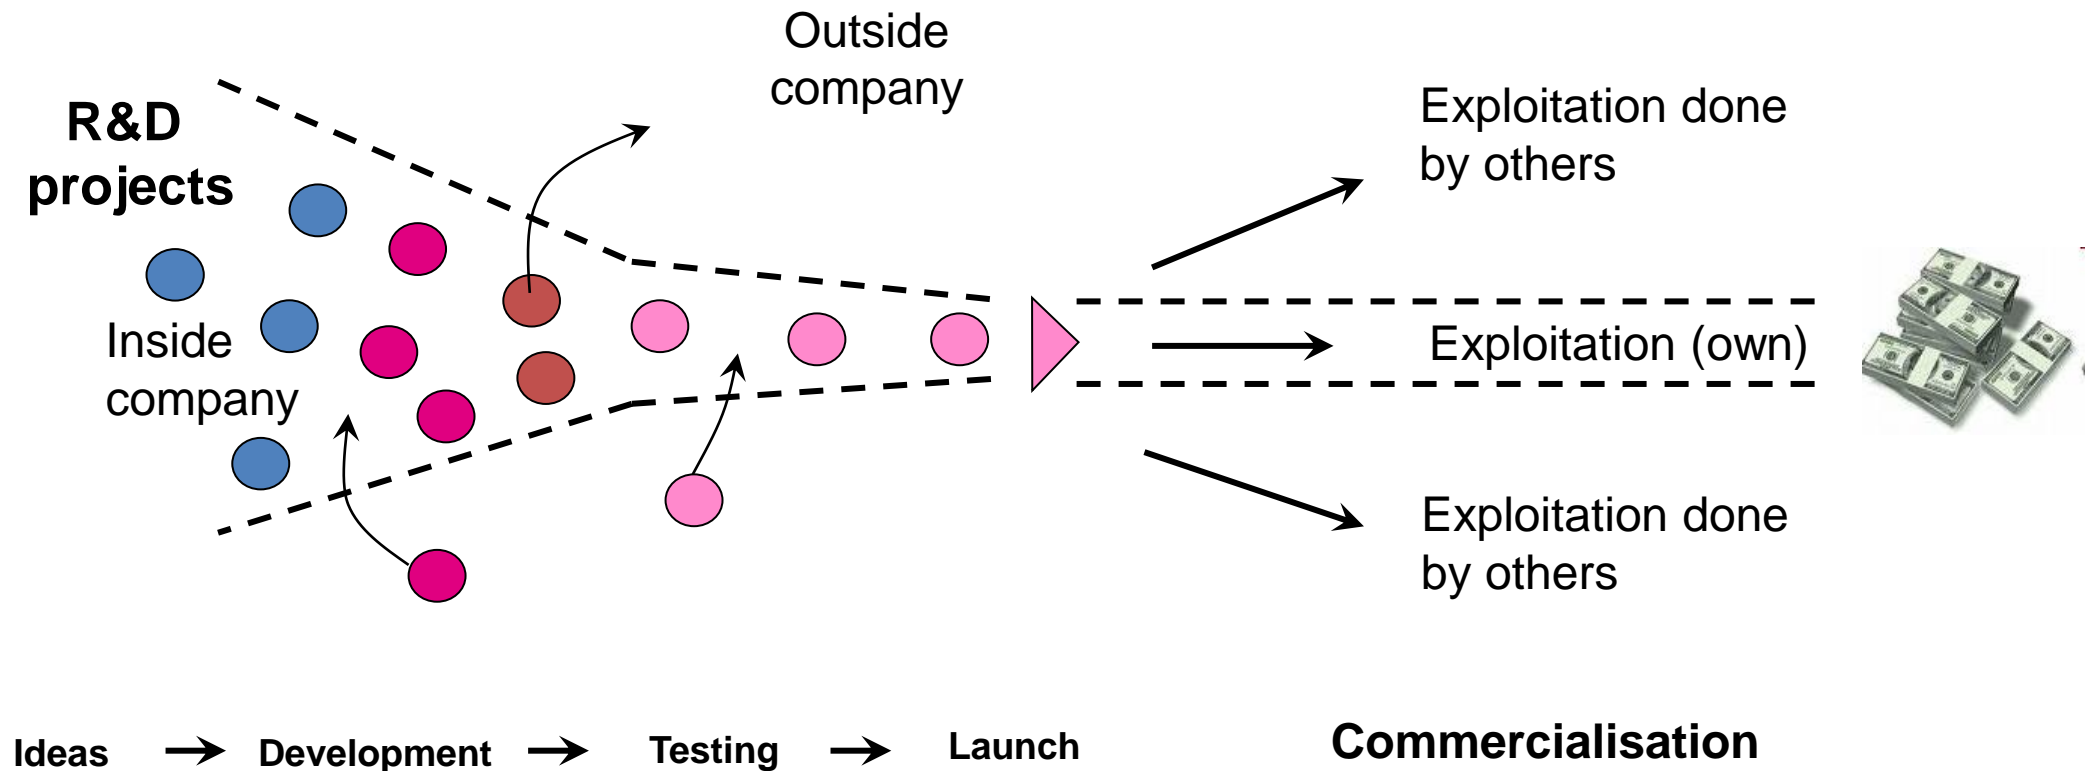 Outside
company
R&D
projects
Exploitation done
by others
Inside
company
Exploitation (own)
Exploitation done
by others
Ideas
Development
Testing
Launch
Commercialisation